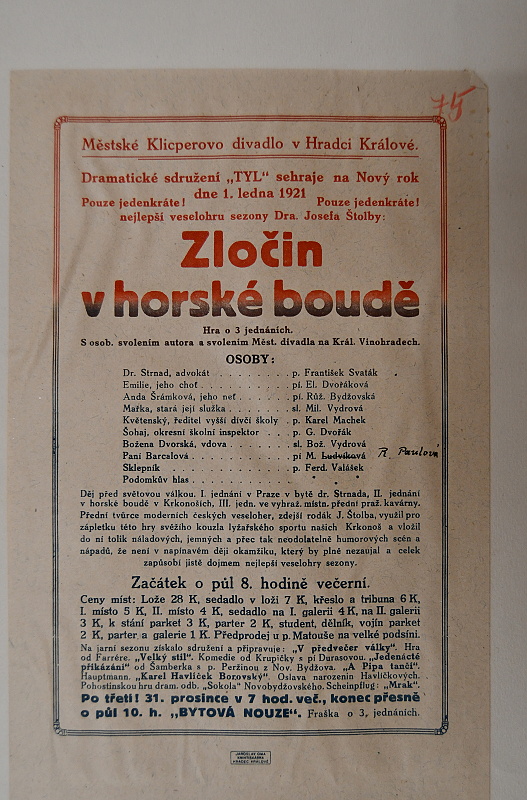 75
Městské Klicperovo divadlo v Hradci Králové.
Dramatické sdružení „TYL“ sehraje na Nový rok
dne 1. ledna 1921
Pouze jedenkráte! Pouze jedenkráte!
nejlepší veselohru sezony Dra. Josefa Štolby:
Zločin
v horské boudě
Hra o 3 jednáních.
S osob. svolením autora a svolením Měst. divadla na Král. Vinohradech.
OSOBY:
Dr. Strnad, advokát . . . . . . . . p. František Svaták
Emilie, jeho choť . . . . . . . . . pí. El. Dvořáková
Anda Šrámková, jeho neť . . . . . . pí. Růž. Bydžovská
Mařka, stará její služka . . . . . . sl. Mil. Vydrová
Květenský, ředitel vyšší dívčí školy . p. Karel Machek
Šohaj, okresní školní inspektor . . . p. G. Dvořák
Božena Dvorská, vdova . . . . . . . sl. Bož. Vydrová
Paní Barcalová . . . . . . . . . . pí M. Ludvíková R. Paulová
Sklepník . . . . . . . . . . . . p. Ferd. Valášek
Podomkův hlas . . . . . . . . . . * * *
Děj před světovou válkou. I. jednání v Praze v bytě dr. Strnada, II. jednání
v horské boudě v Krkonoších, III. jedn. ve vyhraž. místn. přední praž. kavárny.
Přední tvůrce moderních českých veseloher, zdejší rodák J. Štolba, využil pro
zápletku této hry svěžího kouzla lyžařského sportu našich Krkonoš a vložil
do ní tolik náladových, jemných a přec tak neodolatelně humorových scén a
nápadů, že není v napínavém ději okamžiku, který by plně nezaujal a celek
zapůsobí jistě dojmem nejlepší veselohry sezony.
Začátek o půl 8. hodině večerní.
Ceny míst: Lože 28 K, sedadlo v loži 7 K, křeslo a tribuna 6 K,
I. místo 5 K, II. místo 4 K, sedadlo na I. galerii 4 K, na II. galerii
3 K, k stání parket 3 K, parter 2 K, student, dělník, vojín parket
2 K, parter a galerie 1 K. Předprodej u p. Matouše na velké podsíni.
Na jarní sezonu získalo sdružení a připravuje: „V předvečer války“. Hra
od Farrére. „Velký stil“. Komedie od Krupičky s pí Durasovou. „Jedenácté
přikázání“ od Šamberka s p. Peržinou z Nov. Bydžova. „A Pipa tančí“.
Hauptmann. „Karel Havlíček Borovský“. Oslava narozenin Havlíčkových.
Pohostinskou hru dram. odb. „Sokola“ Novobydžovského. Scheinpflug: „Mrak“.
Po třetí! 31. prosince v 7 hod. več., konec přesně
o půl 10. h. „BYTOVÁ NOUZE“. Fraška o 3. jednáních.
HRADEC KRÁLOVÉ